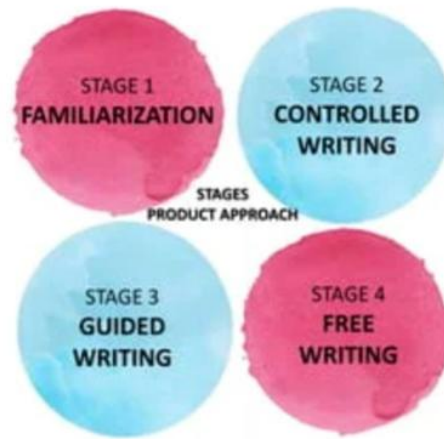 STAGE 1
FAMILIARIZATION
STAGE 2
CONTROLLED
WRITING
STAGES
PRODUCT APPROACH
STAGE 3
GUIDED
WRITING
STAGE 4
FREE
WRITING